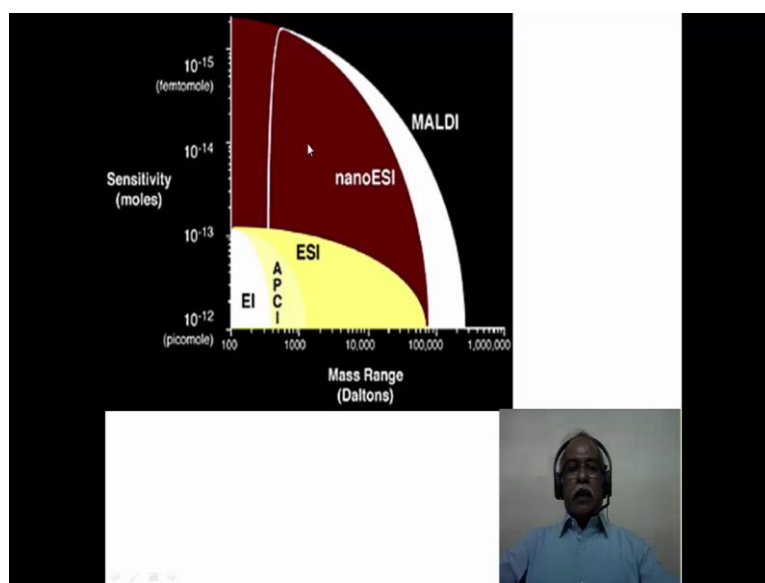 10-15
(femtomole)
MALDI
10-14
Sensitivity
(moles)
nanoESI
10-13
ESI
EI
APCI
10-12
(picomole)
100 1000 10,000 100,000 1,000,000
Mass Range
(Daltons)